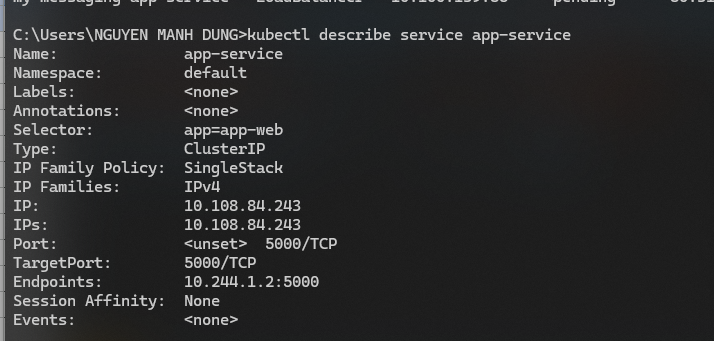 C:\Users\NGUYEN MANH DUNG>kubectl describe service app-service
Name: app-service
Namespace: default
Labels: <none>
Annotations: <none>
Selector: app=app-web
Type: ClusterIP
IP Family Policy: SingleStack
IP Families: IPv4
IP: 10.108.84.243
IPs: 10.108.84.243
Port: <unset> 5000/TCP
TargetPort: 5000/TCP
Endpoints: 10.244.1.2:5000
Session Affinity: None
Events: <none>